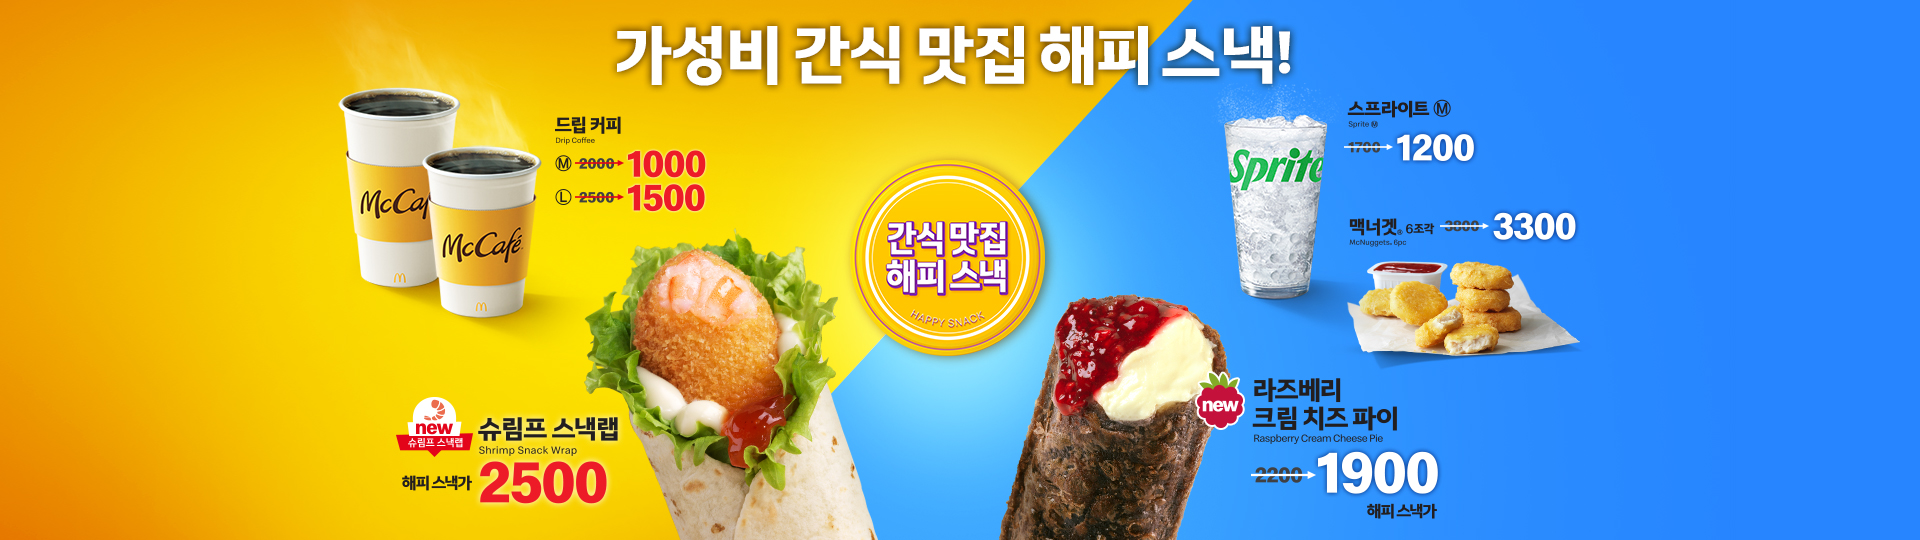 가성비 간식 맛집 해피 스낵!
드립 커피
Drip Coffee
Ⓜ 2000 → 1000
Ⓛ 2500 → 1500
McCaf
McCafé
간식 맛집
해피 스낵
HAPPY SNACK
스프라이트 Ⓜ
Sprite Ⓜ
1700 → 1200
Sprite
맥너겟® 6조각 3800 → 3300
McNuggets® 6pc
new
슈림프 스낵랩
슈림프 스낵랩
Shrimp Snack Wrap
해피 스낵가 2500
new
라즈베리
크림 치즈 파이
Raspberry Cream Cheese Pie
2200 → 1900
해피 스낵가